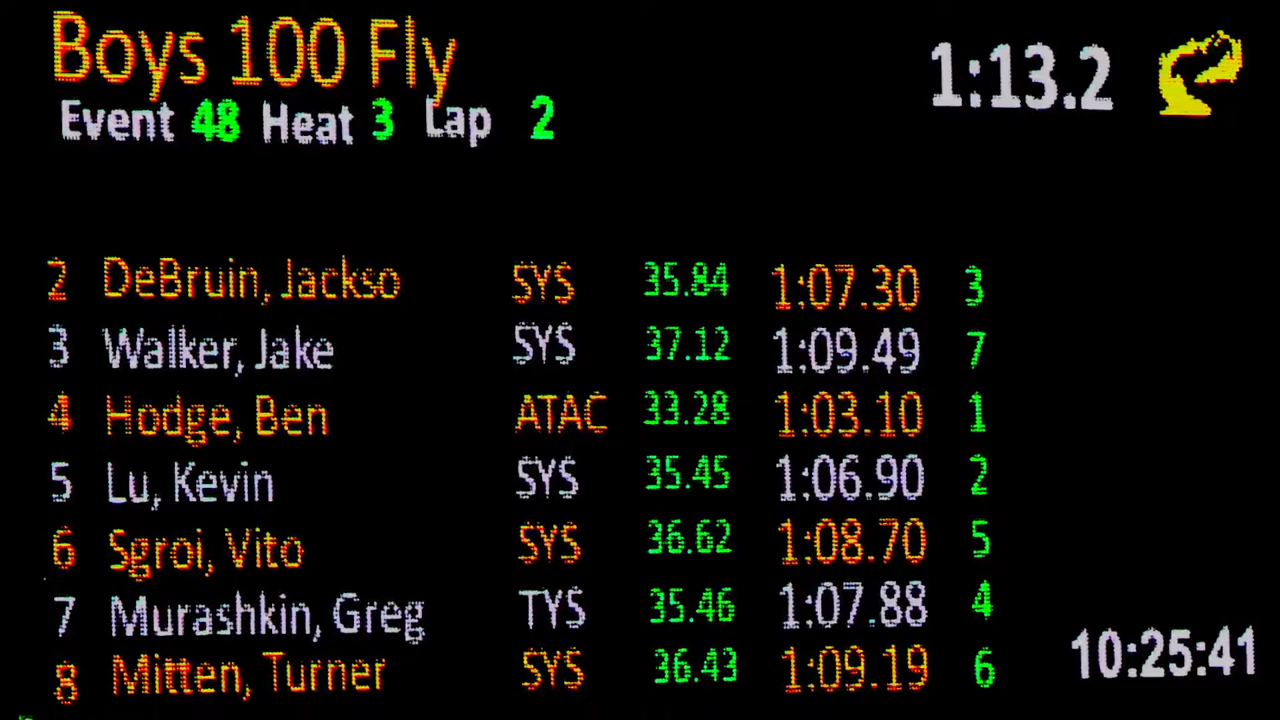 Boys 100 Fly
1:13.2
Event 48 Heat 3 Lap 2
2 DeBruin, Jackso SYS 35.84 1:07.30 3
3 Walker, Jake SYS 37.12 1:09.49 7
4 Hodge, Ben ATAC 33.28 1:03.10 1
5 Lu, Kevin SYS 35.45 1:06.90 2
6 Sgroi, Vito SYS 36.62 1:08.70 5
7 Murashkin, Greg TYS 35.46 1:07.88 4
8 Mitten, Turner SYS 36.43 1:09.19 6
10:25:41